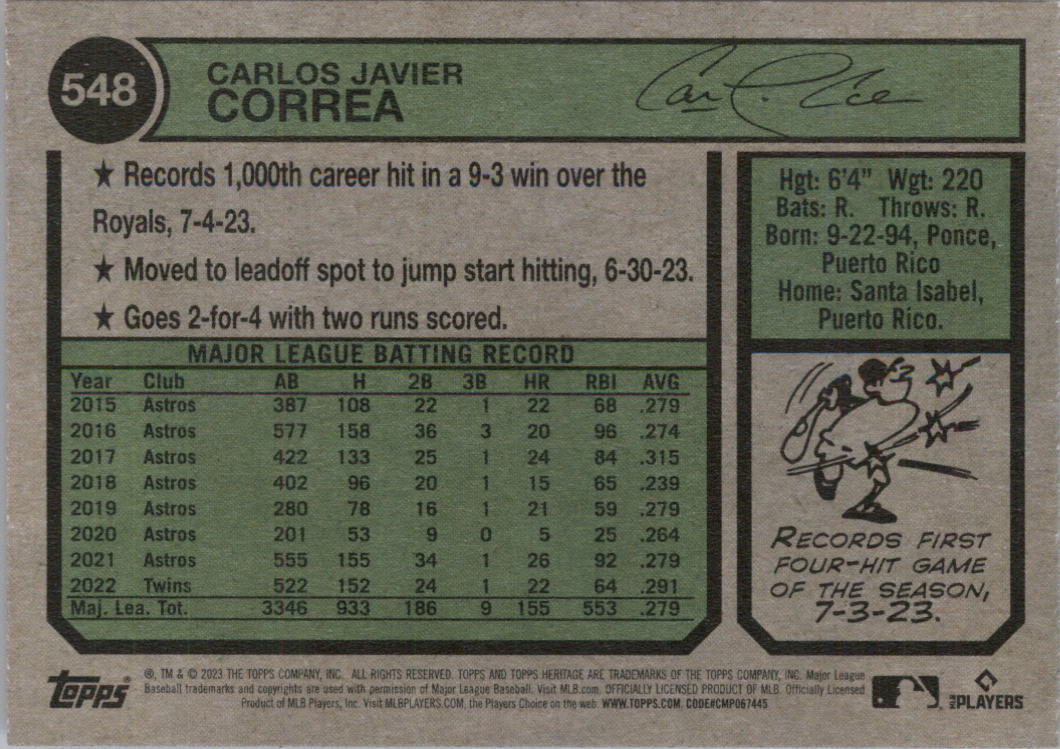 548
CARLOS JAVIER
CORREA
★ Records 1,000th career hit in a 9-3 win over the
Royals, 7-4-23.
★ Moved to leadoff spot to jump start hitting, 6-30-23.
★ Goes 2-for-4 with two runs scored.
Hgt: 6'4" Wgt: 220
Bats: R. Throws: R.
Born: 9-22-94, Ponce,
Puerto Rico
Home: Santa Isabel,
Puerto Rico.
MAJOR LEAGUE BATTING RECORD
Year Club AB H 2B 3B HR RBI AVG
2015 Astros 387 108 22 1 22 68 .279
2016 Astros 577 158 36 3 20 96 .274
2017 Astros 422 133 25 1 24 84 .315
2018 Astros 402 96 20 1 15 65 .239
2019 Astros 280 78 16 1 21 59 .279
2020 Astros 201 53 9 0 5 25 .264
2021 Astros 555 155 34 1 26 92 .279
2022 Twins 522 152 24 1 22 64 .291
Maj. Lea. Tot. 3346 933 186 9 155 553 .279
RECORDS FIRST
FOUR-HIT GAME
OF THE SEASON,
7-3-23.
topps
®, TM & © 2023 THE TOPPS COMPANY, INC. ALL RIGHTS RESERVED. TOPPS AND TOPPS HERITAGE ARE TRADEMARKS OF THE TOPPS COMPANY, INC. Major League
Baseball trademarks and copyrights are used with permission of Major League Baseball. Visit MLB.com. OFFICIALLY LICENSED PRODUCT OF MLB. Officially Licensed
Product of MLB Players, Inc. Visit MLBPLAYERS.COM, the Players Choice on the web. WWW.TOPPS.COM. CODE#CMP067445
MLB PLAYERS